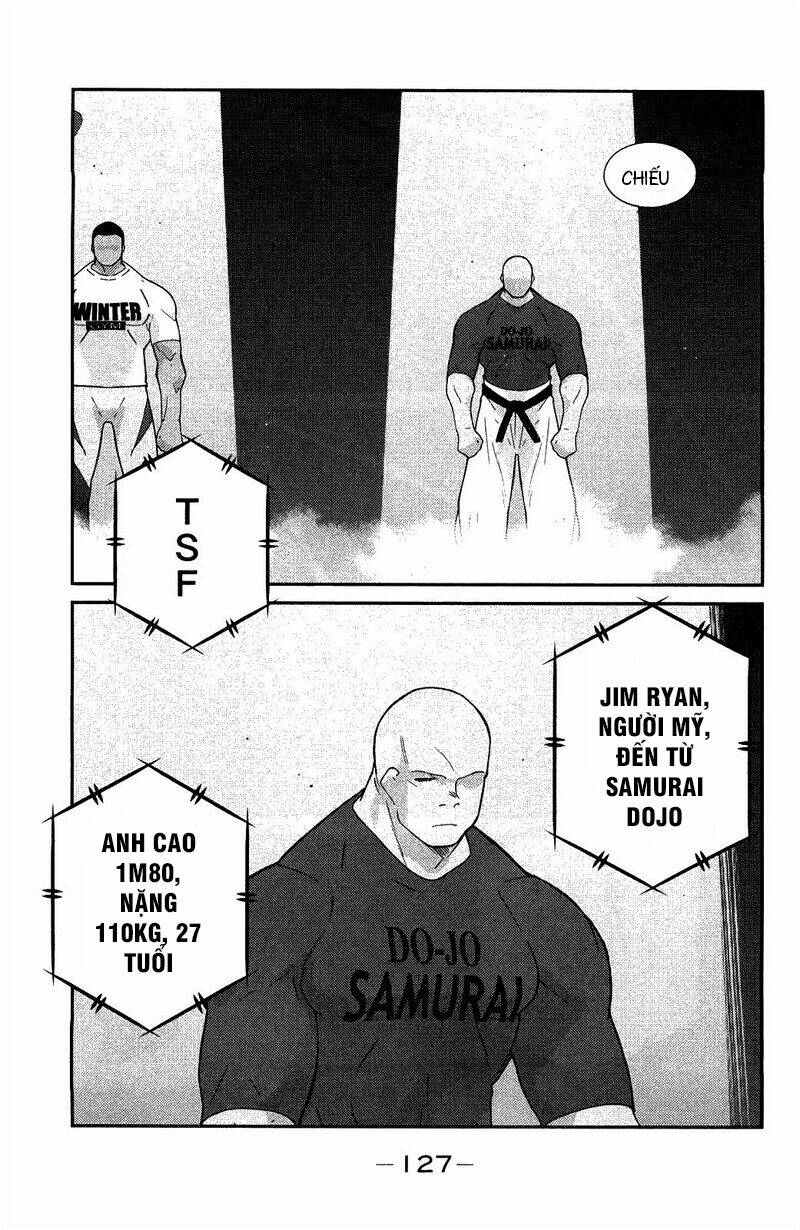 CHIẾU
DO-JO
SAMURAI
WINTER
GYM
T
S
F
JIM RYAN,
NGƯỜI MỸ,
ĐẾN TỪ
SAMURAI
DOJO
ANH CAO
1M80,
NẶNG
110KG, 27
TUỔI
DO-JO
SAMURAI
-127-